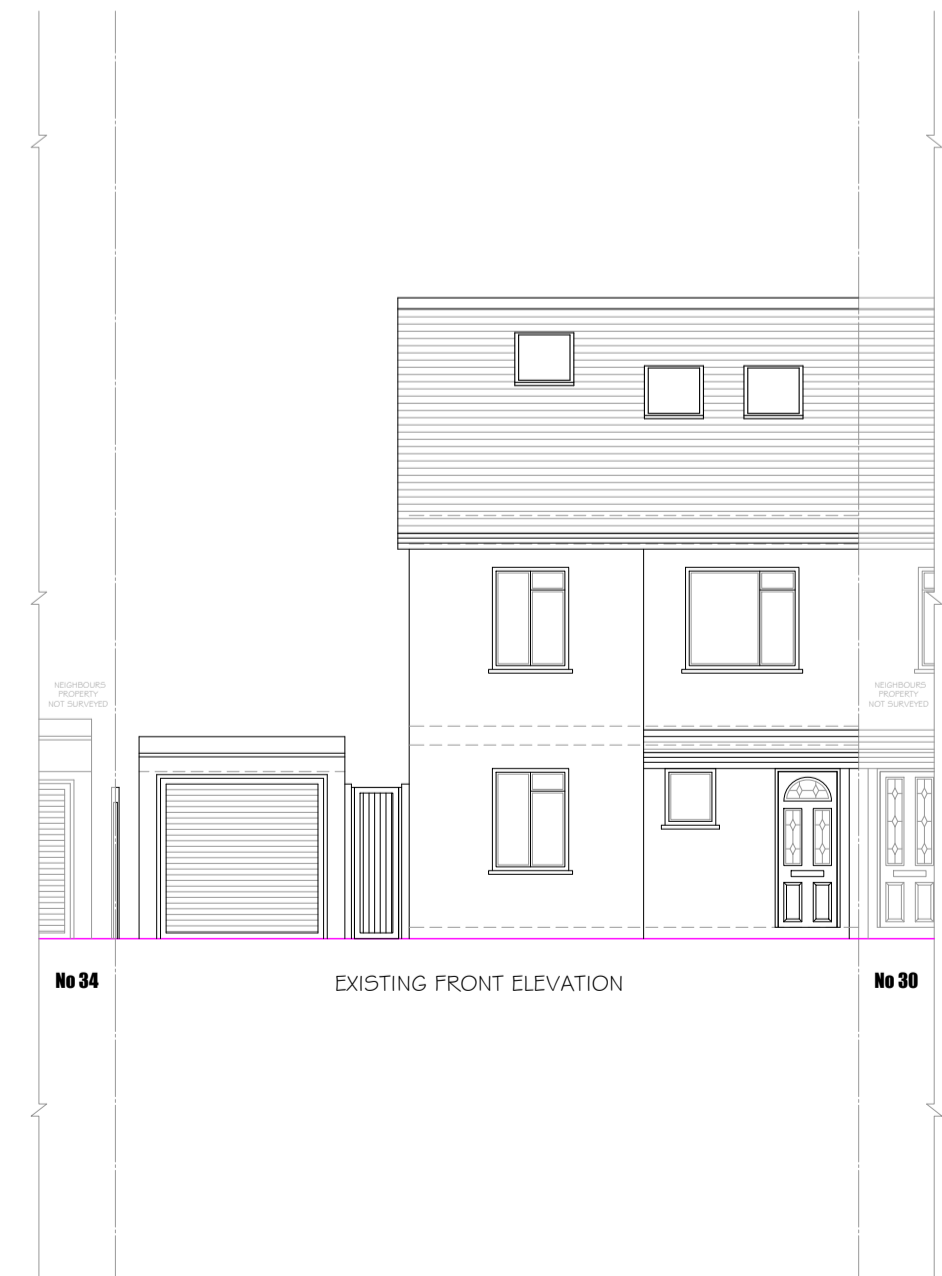 NEIGHBOURS
PROPERTY
NOT SURVEYED
NEIGHBOURS
PROPERTY
NOT SURVEYED
No 34
EXISTING FRONT ELEVATION
No 30